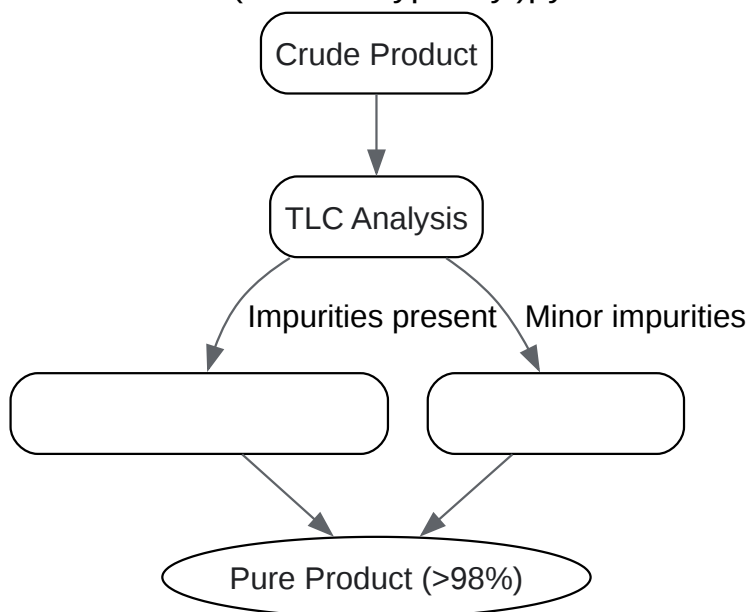 Crude Product
TLC Analysis
Impurities present
Minor impurities
Pure Product (>98%)